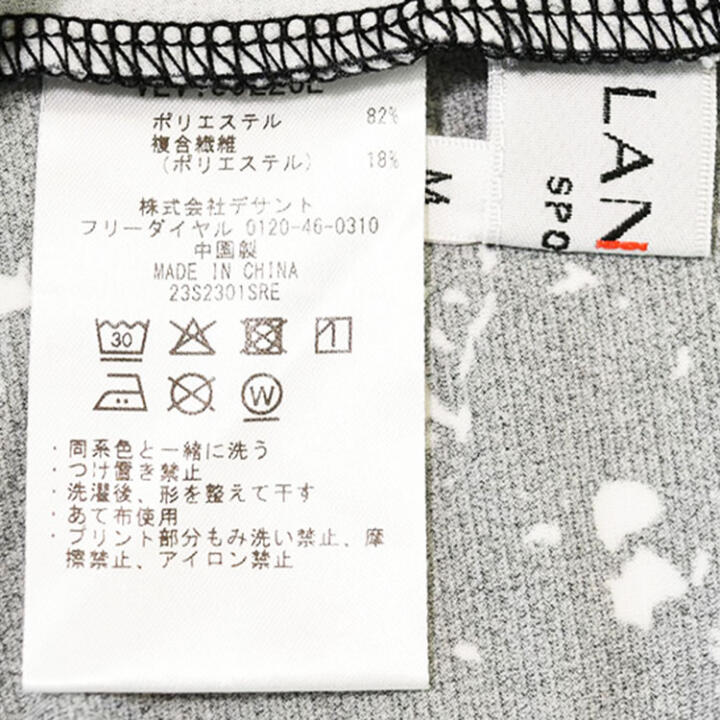 ポリエステル 82%
複合繊維
(ポリエステル) 18%
株式会社デサント
フリーダイヤル 0120-46-0310
中国製
MADE IN CHINA
23S2301SRE
30
W
・同系色と一緒に洗う
・つけ置き禁止
・洗濯後、形を整えて干す
・あて布使用
・プリント部分もみ洗い禁止、摩
擦禁止、アイロン禁止
M
LAN
SPO